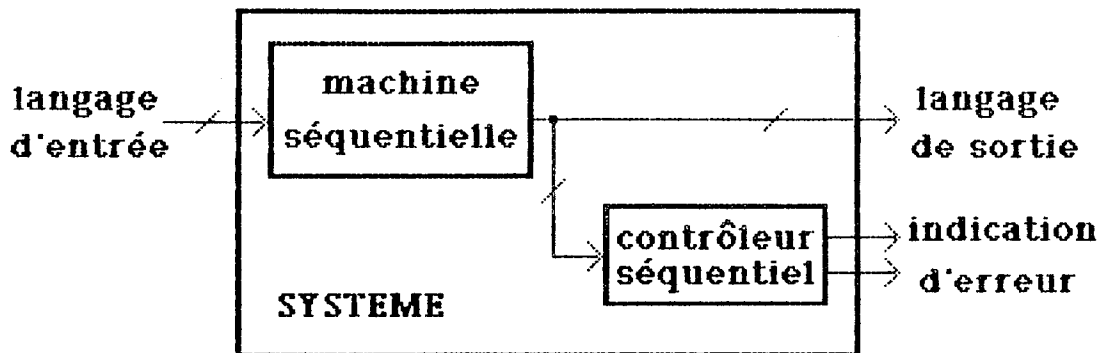 langage
d'entrée
machine
séquentielle
langage
de sortie
contrôleur
séquentiel
indication
d'erreur
SYSTEME